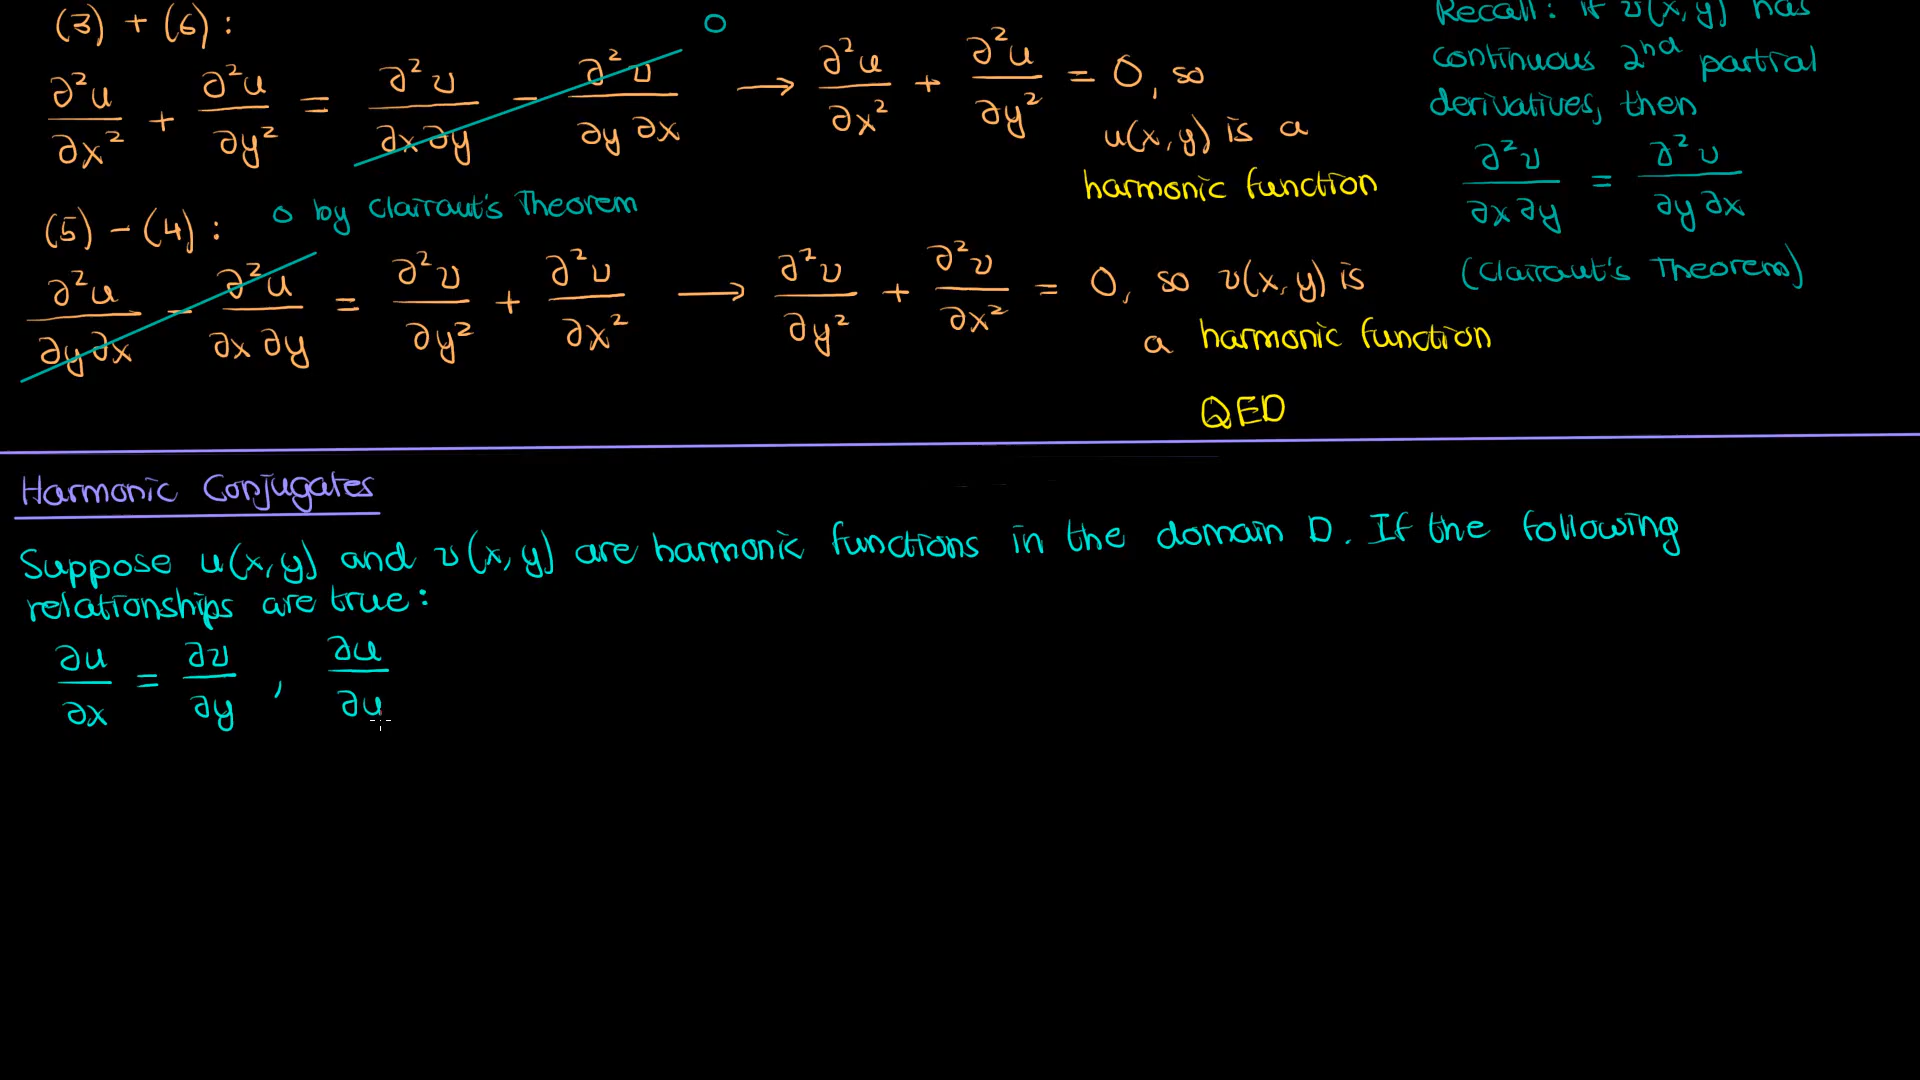 (3) + (6) :
∂²u/∂x² + ∂²u/∂y² = ∂²v/∂x∂y − ∂²v/∂y∂x 0 → ∂²u/∂x² + ∂²u/∂y² = 0, so
u(x,y) is a
harmonic function
(5) − (4) : 0 by Clairaut's Theorem
∂²u/∂y∂x − ∂²u/∂x∂y = ∂²v/∂y² + ∂²v/∂x² → ∂²v/∂y² + ∂²v/∂x² = 0, so v(x,y) is
a harmonic function
QED
Recall: if v(x,y) has
continuous 2nd partial
derivatives, then
∂²v/∂x∂y = ∂²v/∂y∂x
(Clairaut's Theorem)
Harmonic Conjugates
Suppose u(x,y) and v(x,y) are harmonic functions in the domain D. If the following
relationships are true:
∂u/∂x = ∂v/∂y , ∂u/∂y